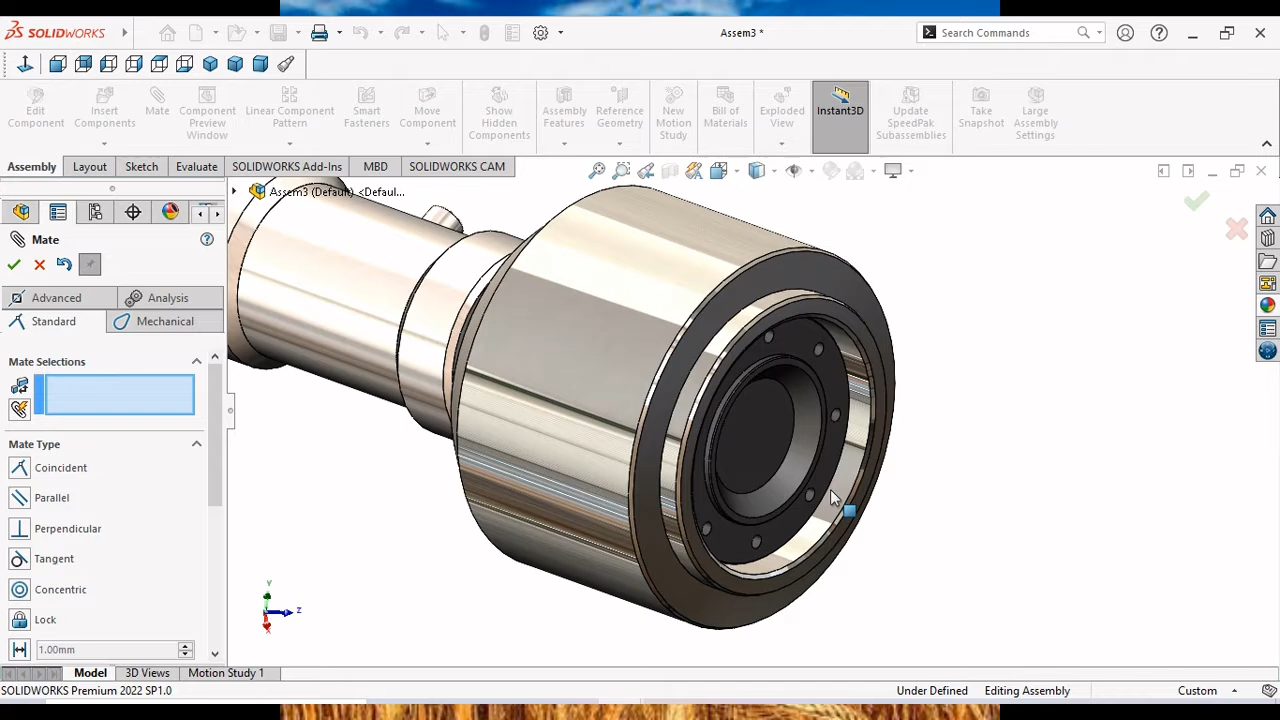 SOLIDWORKS
Assem3 *
Search Commands
Edit Component
Insert Components
Mate
Component Preview Window
Linear Component Pattern
Smart Fasteners
Move Component
Show Hidden Components
Assembly Features
Reference Geometry
New Motion Study
Bill of Materials
Exploded View
Instant3D
Update SpeedPak Subassemblies
Take Snapshot
Large Assembly Settings
Assembly
Layout
Sketch
Evaluate
SOLIDWORKS Add-Ins
MBD
SOLIDWORKS CAM
Assem3 (Default) <Defaul...
Mate
Advanced
Analysis
Standard
Mechanical
Mate Selections
Mate Type
Coincident
Parallel
Perpendicular
Tangent
Concentric
Lock
1.00mm
Y
Z
X
Model
3D Views
Motion Study 1
SOLIDWORKS Premium 2022 SP1.0
Under Defined
Editing Assembly
Custom